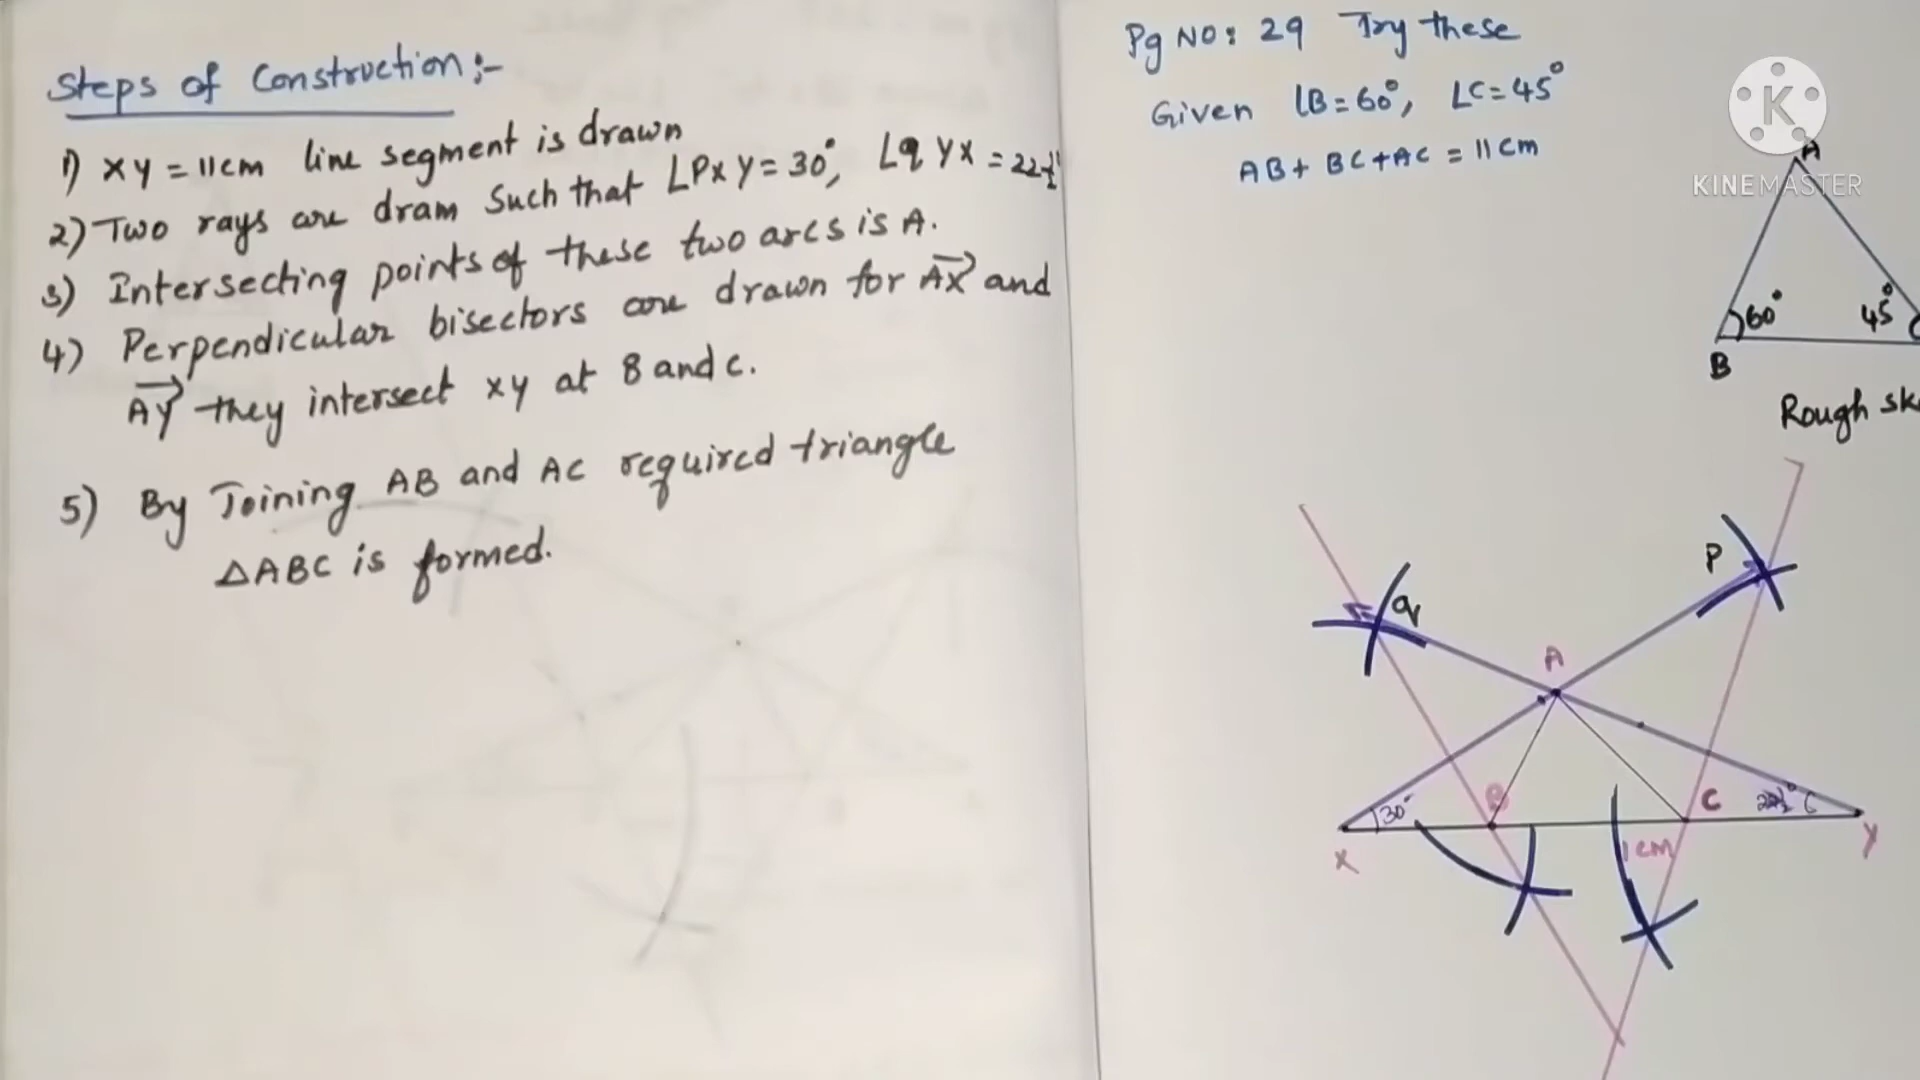 Steps of Construction:-
1) XY = 11cm line segment is drawn
2) Two rays are dram such that ∠PXY = 30°, ∠qYX = 22½°
3) Intersecting points of these two arcs is A.
4) Perpendicular bisectors are drawn for AX and
AY they intersect XY at B and C.
5) By Joining AB and AC required triangle
△ABC is formed.
Pg No: 29 Try these
Given ∠B = 60°, ∠C = 45°
AB + BC + AC = 11cm
K
KINEMASTER
A
60°
45°
B
C
Rough
P
q
A
30°
B
C
22½°
X
1cm
Y